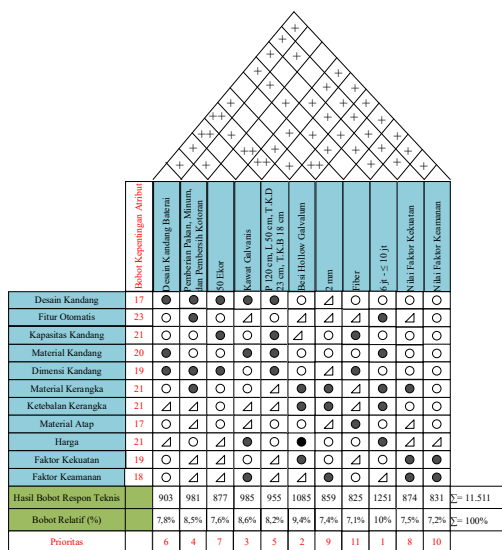 Bobot Kepentingan Atribut
Desain Kandang Baterai
Pemberian Pakan, Minum,
dan Pembersih Kotoran
50 Ekor
Kawat Galvanis
P 120 cm, L 50 cm, T.K.D
23 cm, T.K.B 18 cm
Besi Hollow Galvalum
2 mm
Fiber
6 jt - ≤ 10 jt
Nilai Faktor Kekuatan
Nilai Faktor Keamanan
Desain Kandang 17
Fitur Otomatis 23
Kapasitas Kandang 21
Material Kandang 20
Dimensi Kandang 19
Material Kerangka 21
Ketebalan Kerangka 21
Material Atap 17
Harga 21
Faktor Kekuatan 19
Faktor Keamanan 18
Hasil Bobot Respon Teknis 903 981 877 985 955 1085 859 825 1251 874 831 ∑= 11.511
Bobot Relatif (%) 7,8% 8,5% 7,6% 8,6% 8,2% 9,4% 7,4% 7,1% 10% 7,5% 7,2% ∑= 100%
Prioritas 6 4 7 3 5 2 9 11 1 8 10